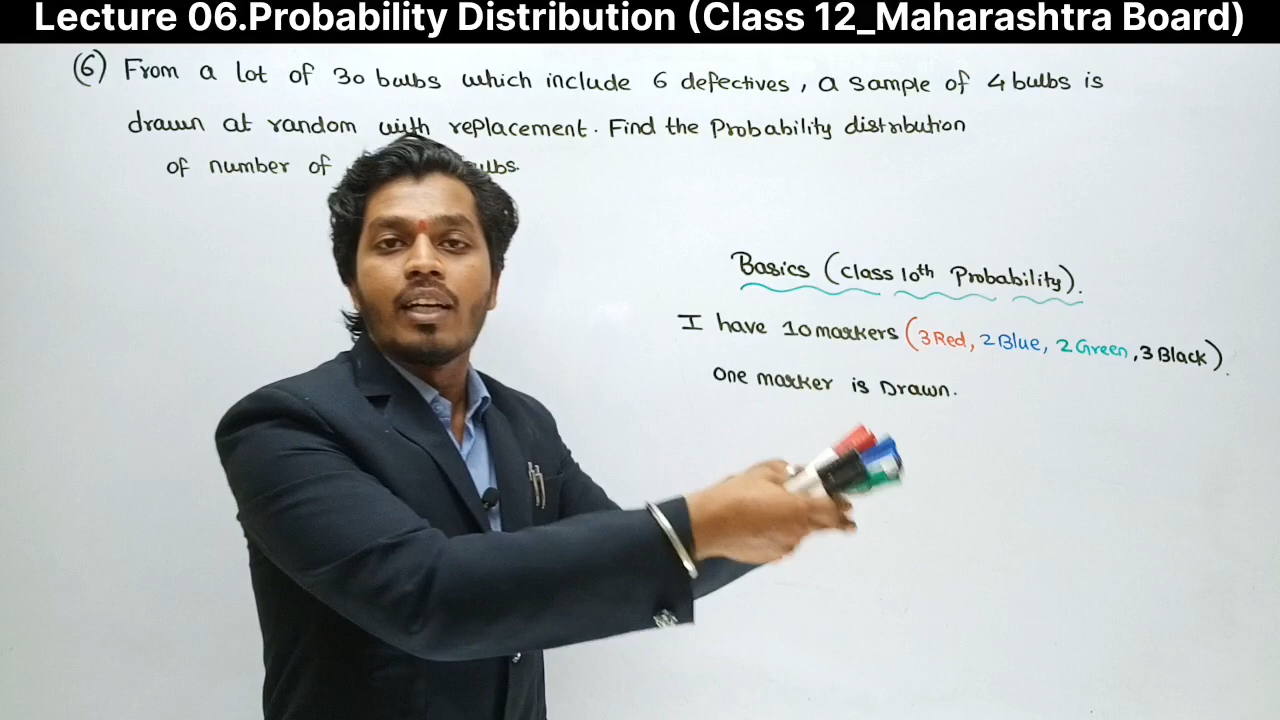 Lecture 06.Probability Distribution (Class 12_Maharashtra Board)
(6) From a lot of 30 bulbs which include 6 defectives, a sample of 4 bulbs is
drawn at random with replacement. Find the Probability distribution
of number of
Basics (class 10th Probability).
I have 10 markers (3 Red, 2 Blue, 2 Green, 3 Black).
One marker is Drawn.